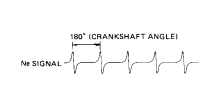 180° (CRANKSHAFT ANGLE)
Ne SIGNAL